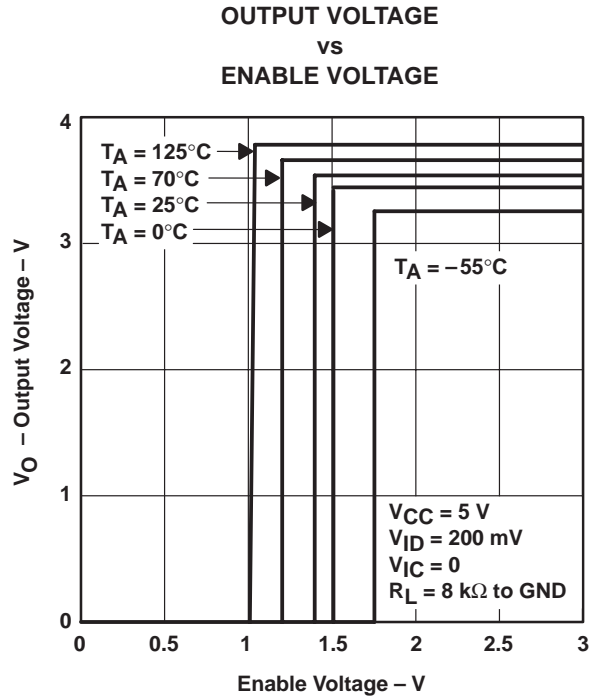 OUTPUT VOLTAGE
vs
ENABLE VOLTAGE
4
3
2
1
0
VO – Output Voltage – V
TA = 125°C
TA = 70°C
TA = 25°C
TA = 0°C
TA = –55°C
VCC = 5 V
VID = 200 mV
VIC = 0
RL = 8 kΩ to GND
0 0.5 1 1.5 2 2.5 3
Enable Voltage – V